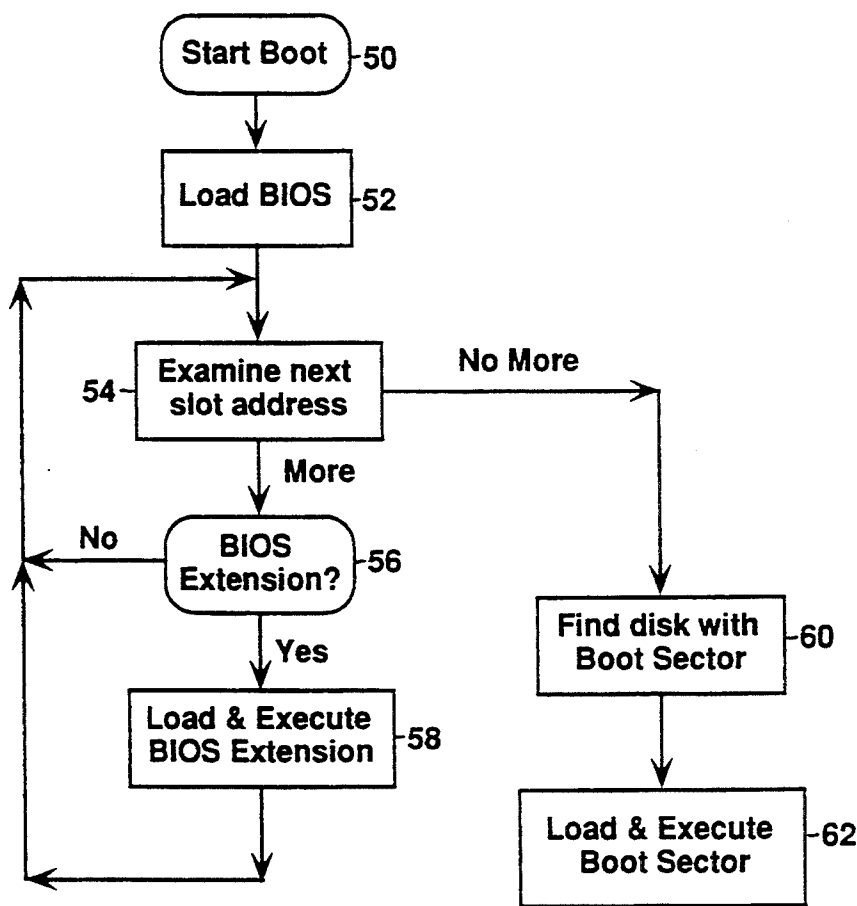 Start Boot
50
Load BIOS
52
Examine next
slot address
54
No More
More
No
BIOS
Extension?
56
Yes
Find disk with
Boot Sector
60
Load & Execute
BIOS Extension
58
Load & Execute
Boot Sector
62